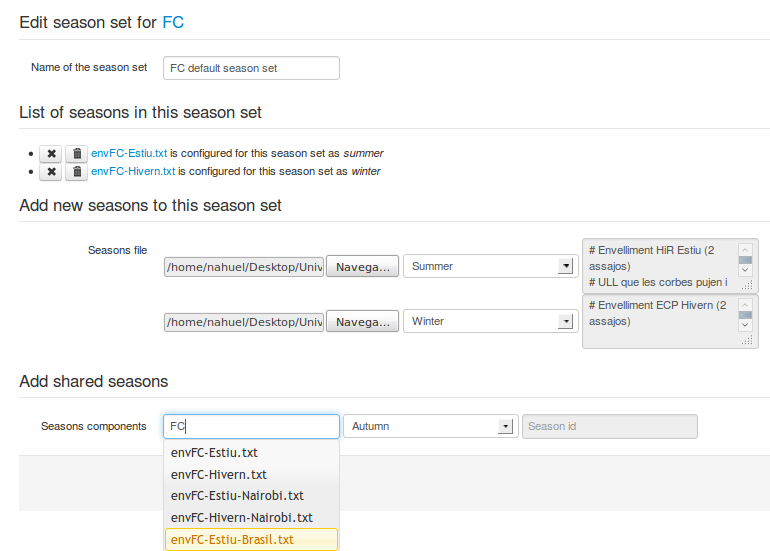 Edit season set for FC
Name of the season set FC default season set
List of seasons in this season set
envFC-Estiu.txt is configured for this season set as summer
envFC-Hivern.txt is configured for this season set as winter
Add new seasons to this season set
Seasons file /home/nahuel/Desktop/Univ Navega... Summer # Envelliment HiR Estiu (2
assajos)
# ULL que les corbes pujen i
/home/nahuel/Desktop/Univ Navega... Winter # Envelliment ECP Hivern (2
assajos)
Add shared seasons
Seasons components FC Autumn Season id
envFC-Estiu.txt
envFC-Hivern.txt
envFC-Estiu-Nairobi.txt
envFC-Hivern-Nairobi.txt
envFC-Estiu-Brasil.txt